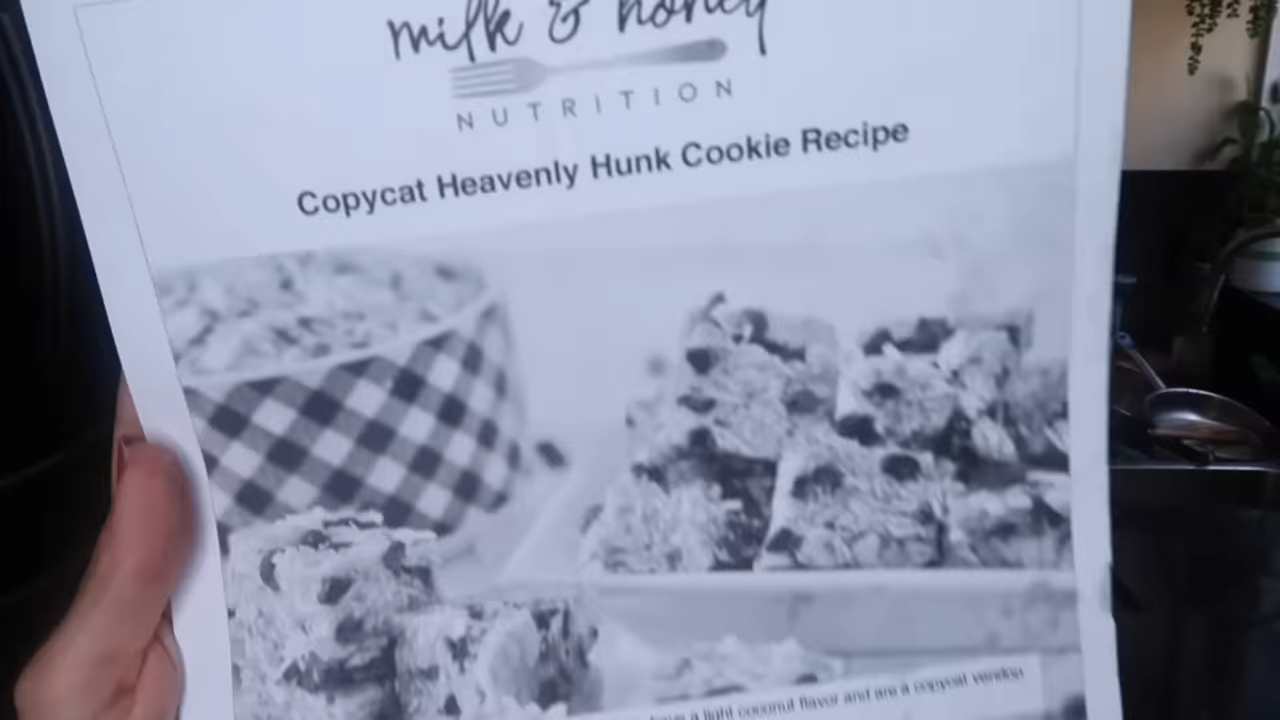 milk & honey
NUTRITION
Copycat Heavenly Hunk Cookie Recipe
a light coconut flavor and are a copycat version